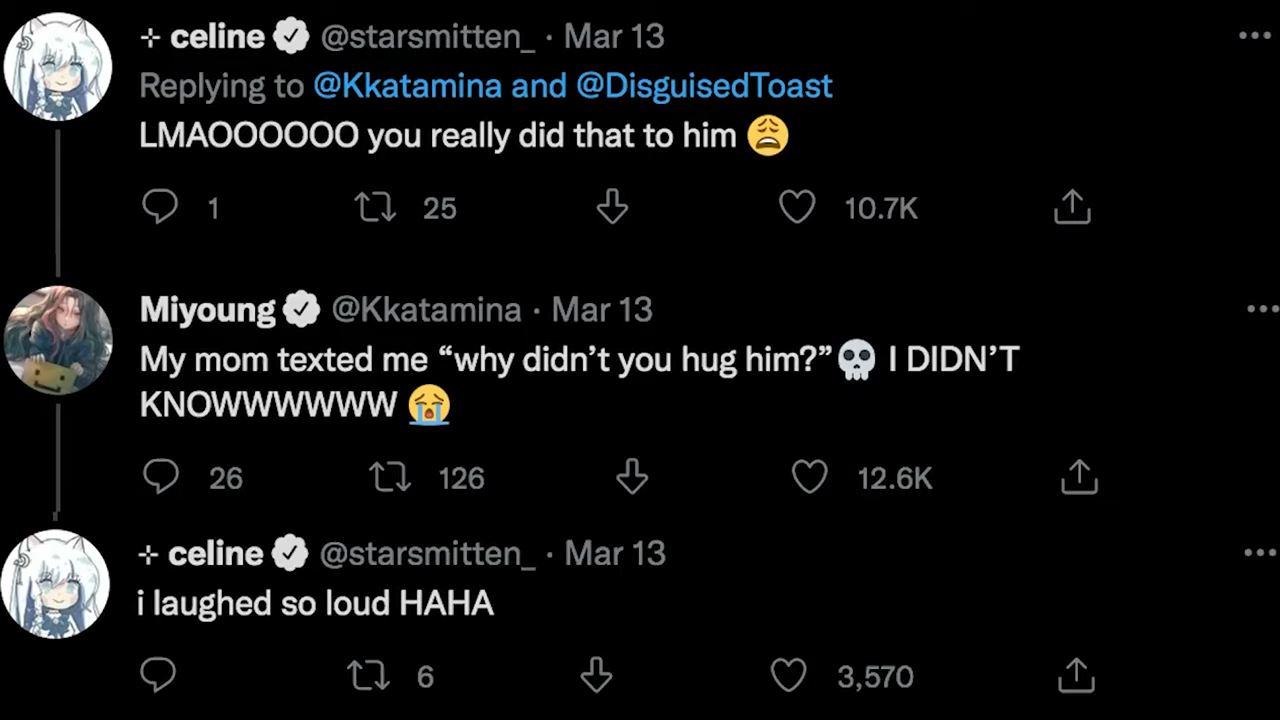 ⊹ celine @starsmitten_ · Mar 13
Replying to @Kkatamina and @DisguisedToast
LMAOOOOOO you really did that to him 😩
1 25 10.7K
Miyoung @Kkatamina · Mar 13
My mom texted me “why didn’t you hug him?”💀 I DIDN’T
KNOWWWWWW 😭
26 126 12.6K
⊹ celine @starsmitten_ · Mar 13
i laughed so loud HAHA
6 3,570